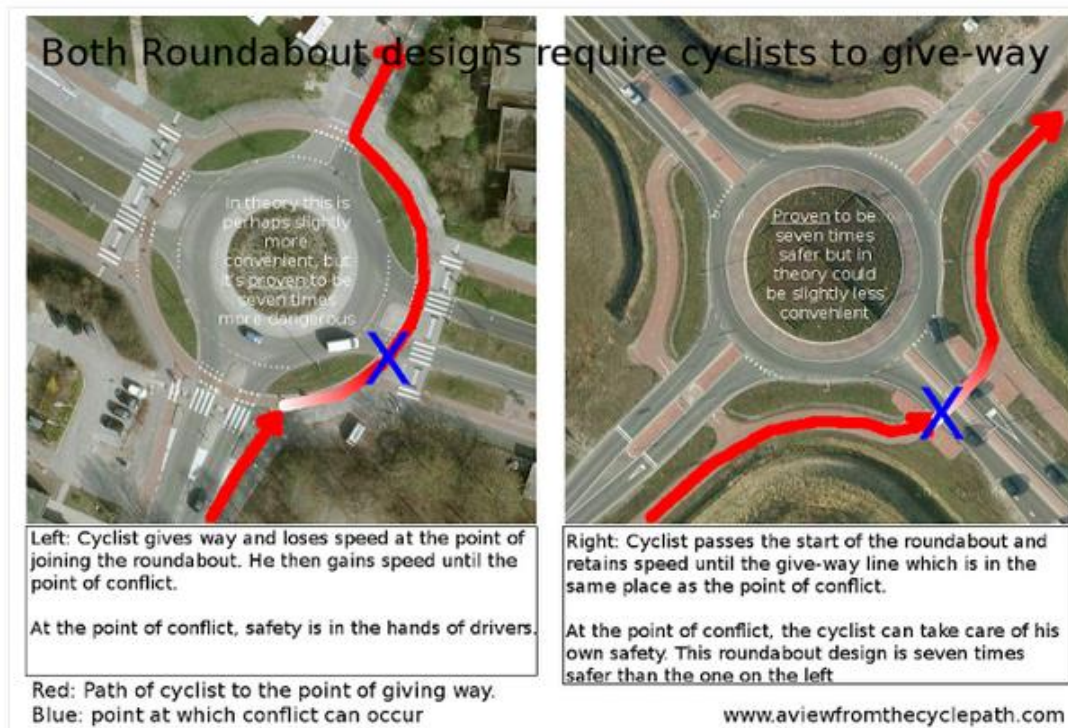 Both Roundabout designs require cyclists to give-way
In theory this is
perhaps slightly
more
convenient, but
it's proven to be
seven times
more dangerous
Proven to be
seven times
safer but in
theory could
be slightly less
convenient
X
X
Left: Cyclist gives way and loses speed at the point of
joining the roundabout. He then gains speed until the
point of conflict.
At the point of conflict, safety is in the hands of drivers.
Right: Cyclist passes the start of the roundabout and
retains speed until the give-way line which is in the
same place as the point of conflict.
At the point of conflict, the cyclist can take care of his
own safety. This roundabout design is seven times
safer than the one on the left
Red: Path of cyclist to the point of giving way.
Blue: point at which conflict can occur
www.aviewfromthecyclepath.com